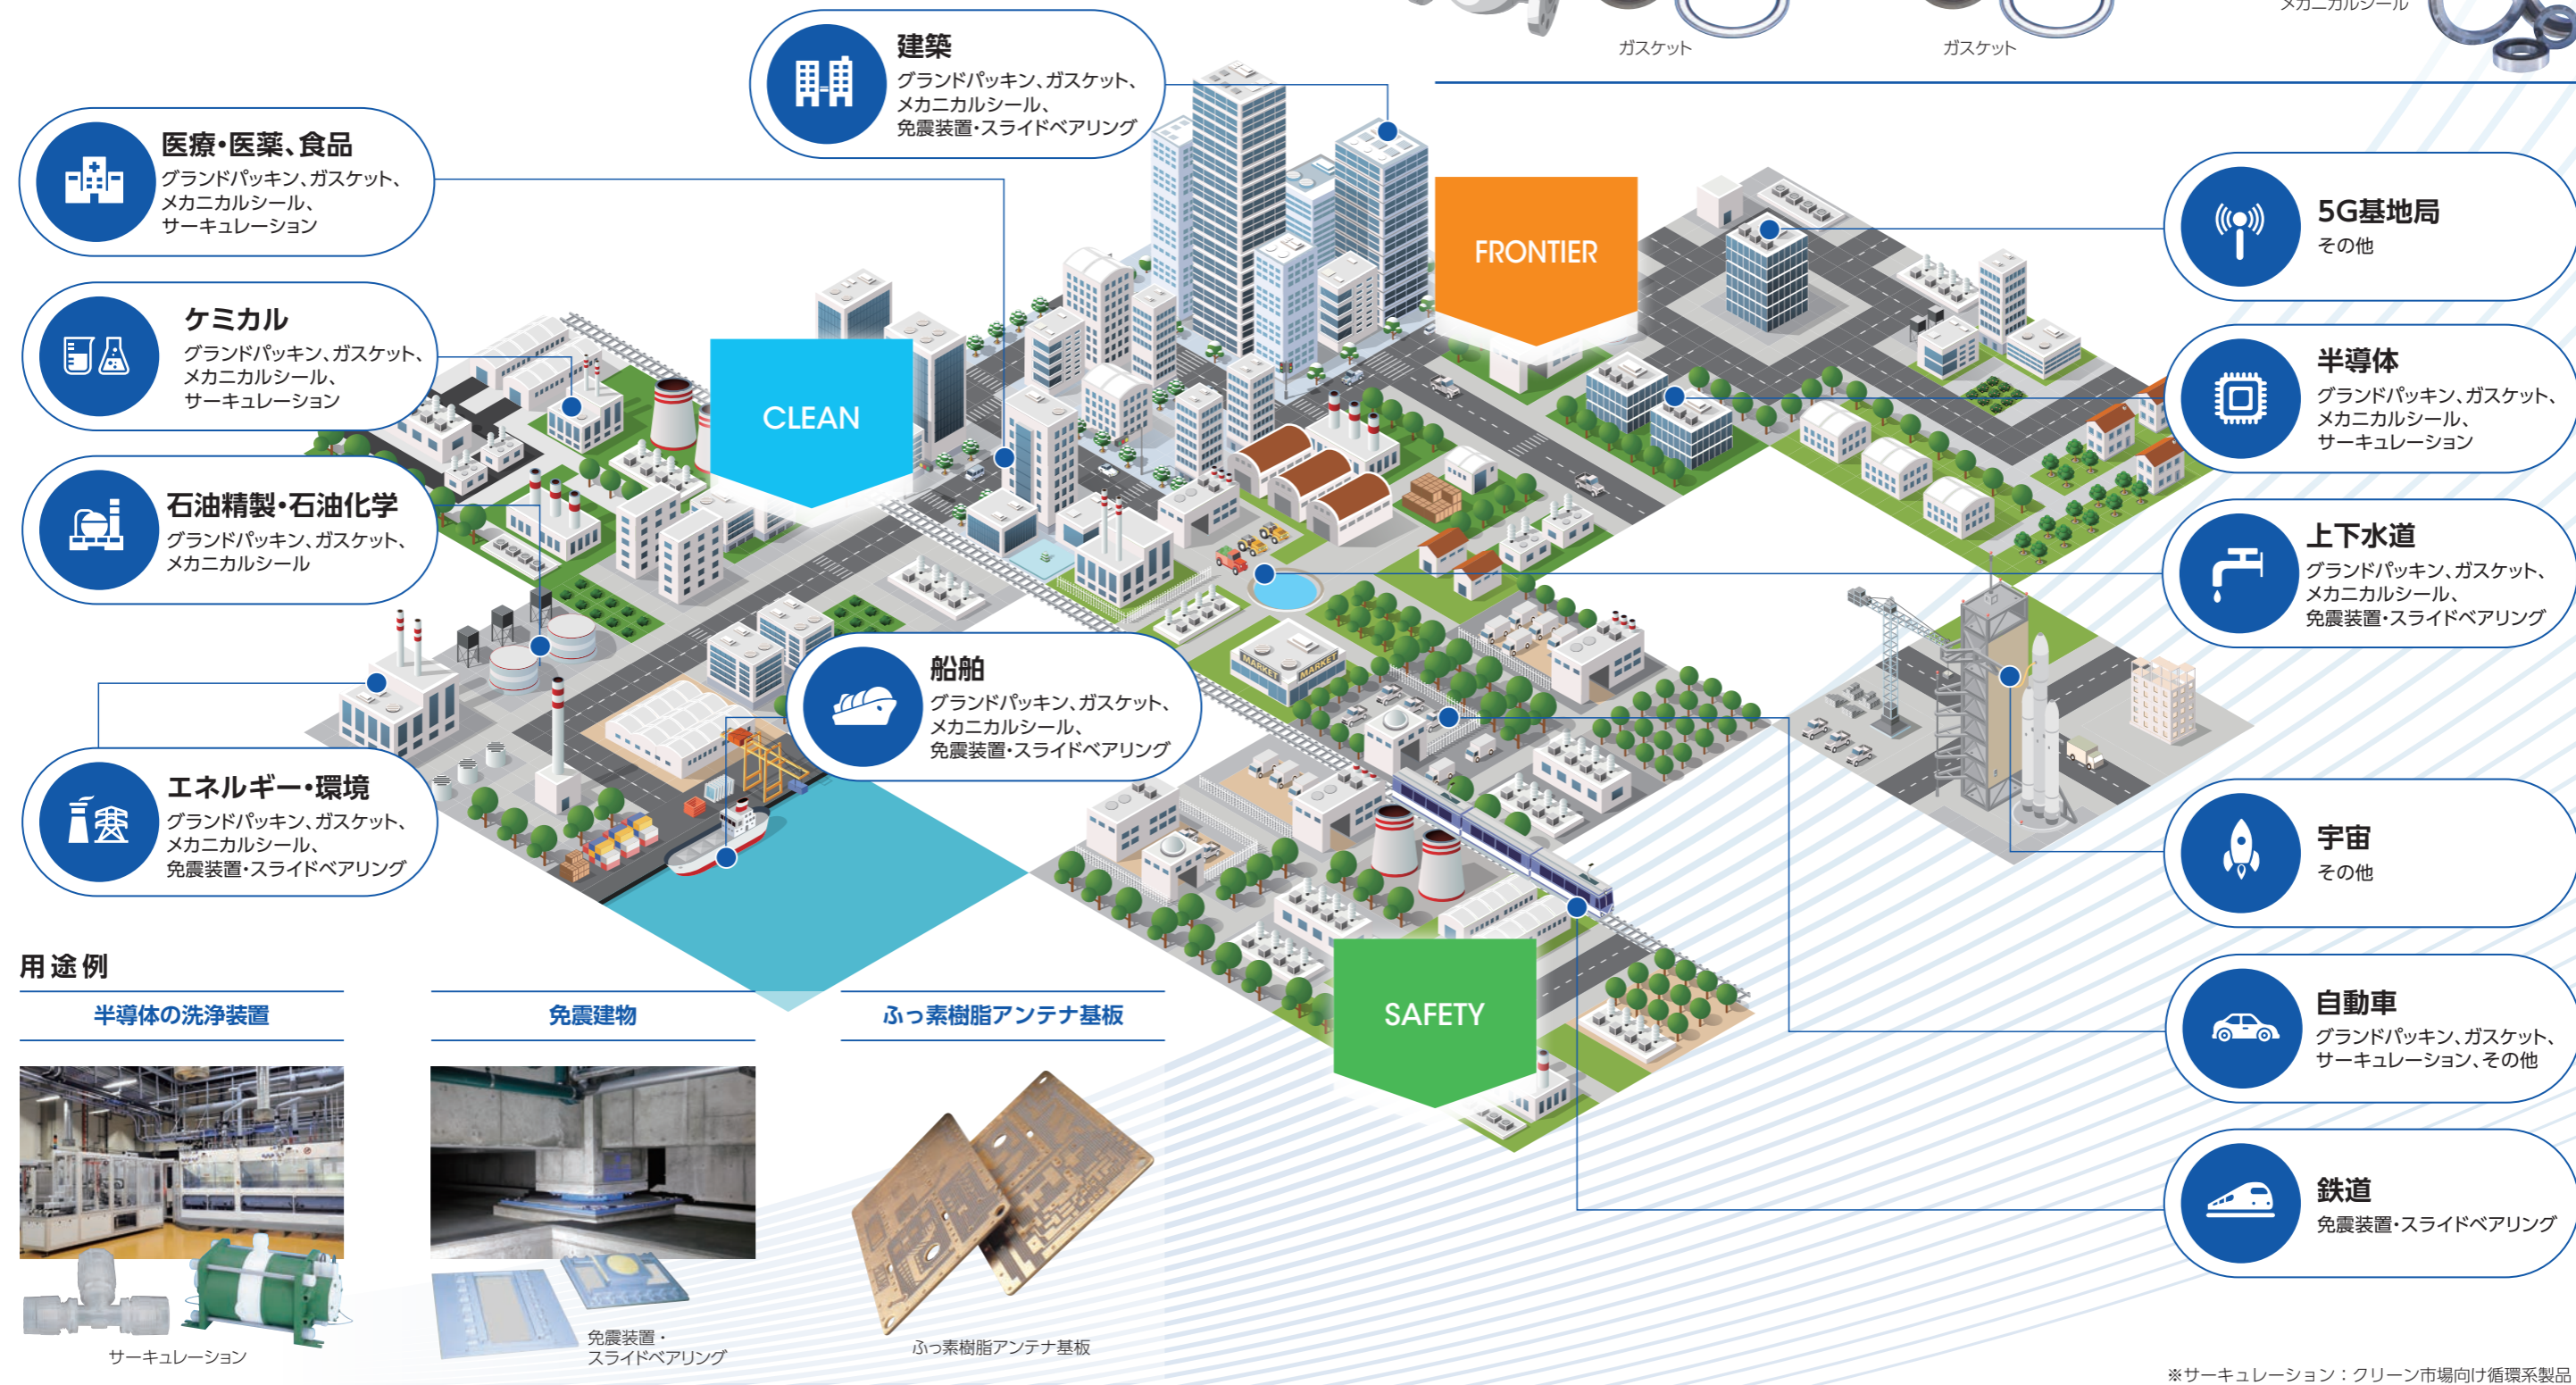 ガスケット
ガスケット
メカニカルシール
建築
グランドパッキン、ガスケット、
メカニカルシール、
免震装置・スライドベアリング
医療・医薬、食品
グランドパッキン、ガスケット、
メカニカルシール、
サーキュレーション
ケミカル
グランドパッキン、ガスケット、
メカニカルシール、
サーキュレーション
石油精製・石油化学
グランドパッキン、ガスケット、
メカニカルシール
エネルギー・環境
グランドパッキン、ガスケット、
メカニカルシール、
免震装置・スライドベアリング
CLEAN
FRONTIER
船舶
グランドパッキン、ガスケット、
メカニカルシール、
免震装置・スライドベアリング
MARKET
MARKET
SAFETY
5G基地局
その他
半導体
グランドパッキン、ガスケット、
メカニカルシール、
サーキュレーション
上下水道
グランドパッキン、ガスケット、
メカニカルシール、
免震装置・スライドベアリング
宇宙
その他
自動車
グランドパッキン、ガスケット、
サーキュレーション、その他
鉄道
免震装置・スライドベアリング
用途例
半導体の洗浄装置
サーキュレーション
免震建物
免震装置・
スライドベアリング
ふっ素樹脂アンテナ基板
ふっ素樹脂アンテナ基板
※サーキュレーション：クリーン市場向け循環系製品